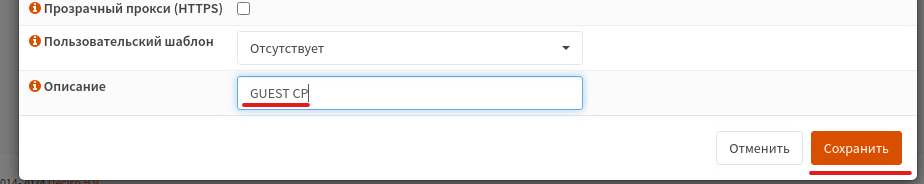 Прозрачный прокси (HTTPS)
Пользовательский шаблон
Отсутствует
Описание
GUEST CP
Отменить
Сохранить